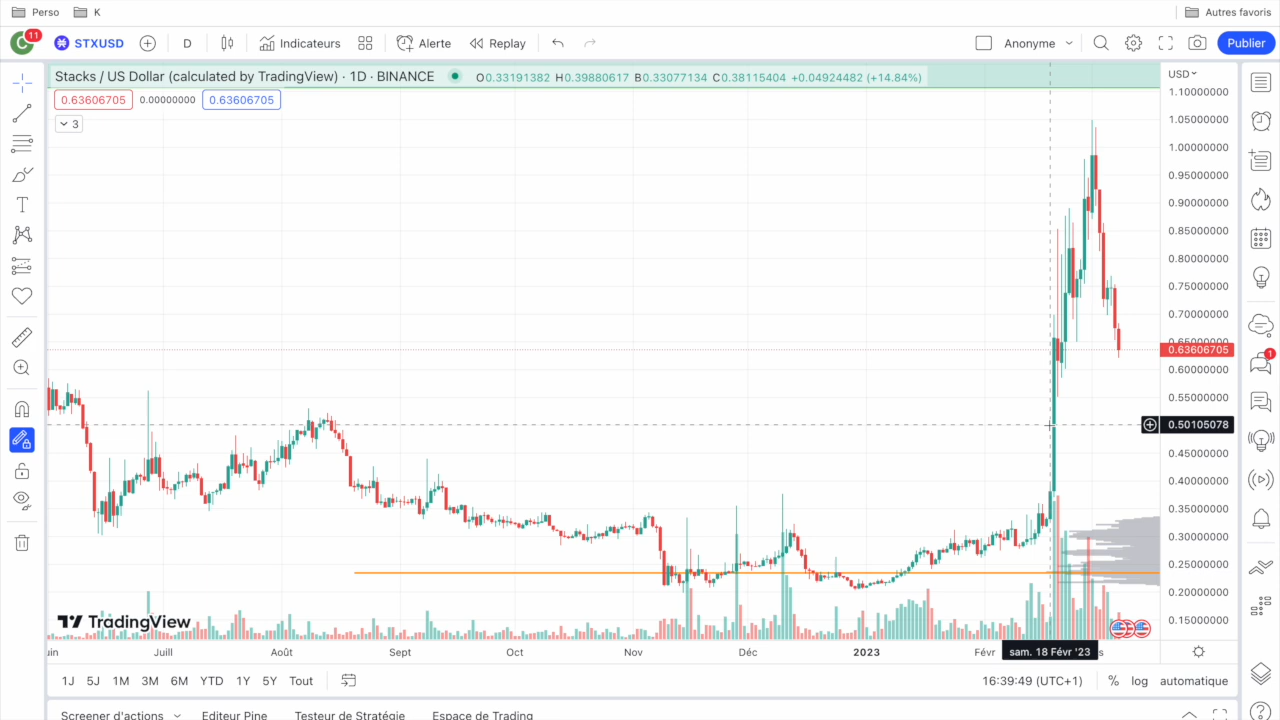 Perso K Autres favoris
C 11 STXUSD D Indicateurs Alerte Replay Anonyme Publier
Stacks / US Dollar (calculated by TradingView) · 1D · BINANCE O0.33191382 H0.39880617 B0.33077134 C0.38115404 +0.04924482 (+14.84%) USD
0.63606705 0.00000000 0.63606705
3
1.10000000
1.05000000
1.00000000
0.95000000
0.90000000
0.85000000
0.80000000
0.75000000
0.70000000
0.65000000
0.63606705
0.60000000
0.55000000
0.50105078
0.45000000
0.40000000
0.35000000
0.30000000
0.25000000
0.20000000
0.15000000
1
T
TradingView
Juill Août Sept Oct Nov Déc 2023 Févr sam. 18 Févr '23
1J 5J 1M 3M 6M YTD 1Y 5Y Tout 16:39:49 (UTC+1) % log automatique
Screener d'actions Editeur Pine Testeur de Stratégie Espace de Trading